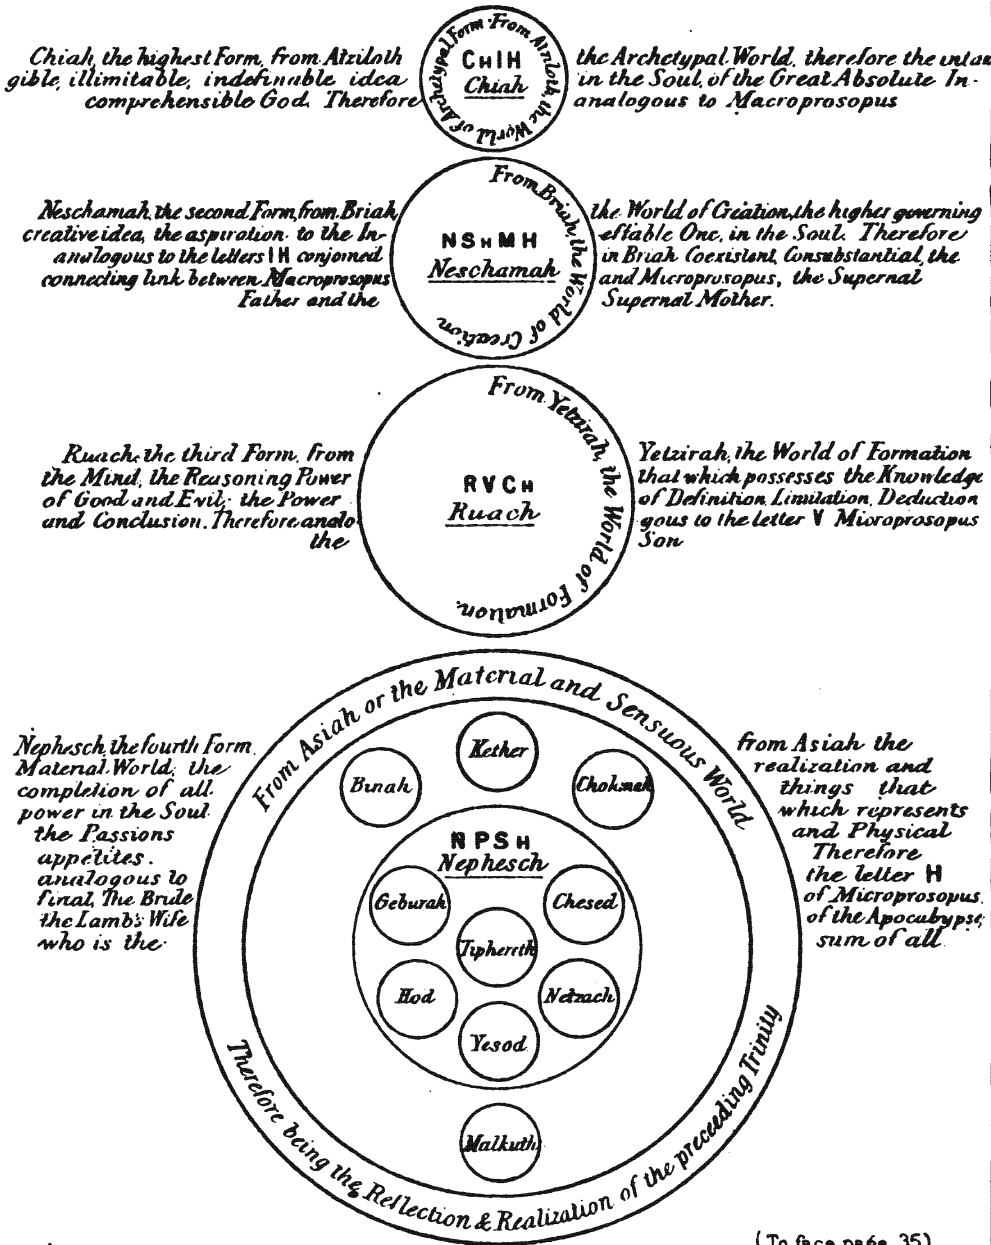 From Atziloth, the World of Archetypal Form.
CHIH
Chiah
Chiah, the highest Form, from Atziloth the Archetypal World, therefore the
gible, illimitable, indefinable idea in the Soul, of the Great Absolute In-
comprehensible God. Therefore analogous to Macroprosopus
From Briah, the World of Creation.
NSHMH
Neschamah
Neschamah, the second Form, from Briah, the World of Creation, the higher governing
creative idea, the aspiration to the In- effable One, in the Soul. Therefore
analogous to the letters IH conjoined in Briah Coexistent, Consubstantial, the
connecting link between Macroprosopus and Microprosopus, the Supernal
Father and the Supernal Mother.
From Yetzirah, the World of Formation.
RVCH
Ruach
Ruach, the third Form, from Yetzirah, the World of Formation
the Mind, the Reasoning Power that which possesses the Knowledge
of Good and Evil; the Power of Definition Limitation, Deduction
and Conclusion. Therefore analo gous to the letter V Microprosopus
the Son
From Asiah or the Material and Sensuous World
Nephesch, the fourth Form from Asiah the
Material World; the realization and
completion of all things that
power in the Soul which represents
the Passions and Physical
appetites. Therefore
analogous to the letter H
final, The Bride of Microprosopus,
the Lamb's Wife of the Apocalypse,
who is the sum of all
Kether
Binah
Chokmah
NPSH
Nephesch
Geburah
Chesed
Tiphereth
Hod
Netzach
Yesod
Malkuth
Therefore being the Reflection & Realization of the preceeding Trinity
(To face page 35)